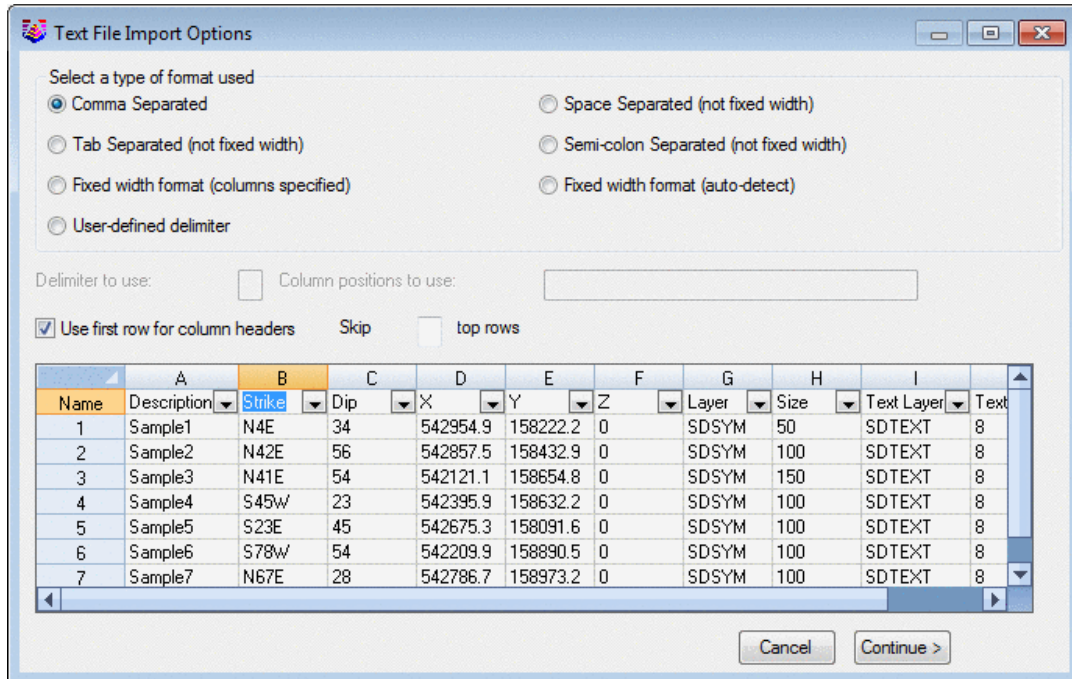 Text File Import Options
Select a type of format used
Comma Separated
Space Separated (not fixed width)
Tab Separated (not fixed width)
Semi-colon Separated (not fixed width)
Fixed width format (columns specified)
Fixed width format (auto-detect)
User-defined delimiter
Delimiter to use: Column positions to use:
Use first row for column headers Skip top rows
A B C D E F G H I
Name Description Strike Dip X Y Z Layer Size Text Layer Text
1 Sample1 N4E 34 542954.9 158222.2 0 SDSYM 50 SDTEXT 8
2 Sample2 N42E 56 542857.5 158432.9 0 SDSYM 100 SDTEXT 8
3 Sample3 N41E 54 542121.1 158654.8 0 SDSYM 150 SDTEXT 8
4 Sample4 S45W 23 542395.9 158632.2 0 SDSYM 100 SDTEXT 8
5 Sample5 S23E 45 542675.3 158091.6 0 SDSYM 100 SDTEXT 8
6 Sample6 S78W 54 542209.9 158890.5 0 SDSYM 100 SDTEXT 8
7 Sample7 N67E 28 542786.7 158973.2 0 SDSYM 100 SDTEXT 8
Cancel Continue >